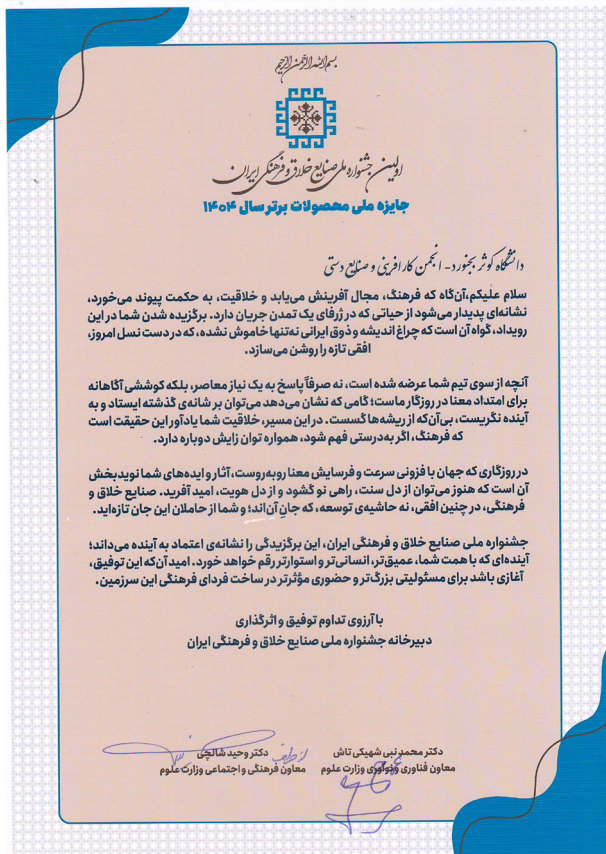 بسم الله الرحمن الرحیم
اولین جشنواره ملی صنایع خلاق و فرهنگی ایران
جایزه ملی محصولات برتر سال ۱۴۰۴
دانشگاه کوثر بجنورد - انجمن کارآفرینی و صنایع دستی
سلام علیکم،آن‌گاه که فرهنگ، مجال آفرینش می‌یابد و خلاقیت، به حکمت پیوند می‌خورد،
نشانه‌ای پدیدار می‌شود از حیاتی که در ژرفای یک تمدن جریان دارد. برگزیده شدن شما در این
رویداد، گواه آن است که چراغ اندیشه و ذوق ایرانی نه‌تنها خاموش نشده، که در دست نسل امروز،
افقی تازه را روشن می‌سازد.
آنچه از سوی تیم شما عرضه شده است، نه صرفاً پاسخ به یک نیاز معاصر، بلکه کوششی آگاهانه
برای امتداد معنا در روزگار ماست؛ گامی که نشان می‌دهد می‌توان بر شانه‌ی گذشته ایستاد و به
آینده نگریست، بی‌آن‌که از ریشه‌ها گسست. در این مسیر، خلاقیت شما یادآور این حقیقت است
که فرهنگ، اگر به‌درستی فهم شود، همواره توان زایش دوباره دارد.
در روزگاری که جهان با فزونی سرعت و فرسایش معنا روبه‌روست، آثار و ایده‌های شما نویدبخش
آن است که هنوز می‌توان از دل سنت، راهی نو گشود و از دل هویت، امید آفرید. صنایع خلاق و
فرهنگی، در چنین افقی، نه حاشیه‌ی توسعه، که جانِ آن‌اند؛ و شما از حاملان این جان تازه‌اید.
جشنواره ملی صنایع خلاق و فرهنگی ایران، این برگزیدگی را نشانه‌ی اعتماد به آینده می‌داند؛
آینده‌ای که با همت شما، عمیق‌تر، انسانی‌تر و استوارتر رقم خواهد خورد. امید آن‌که این توفیق،
آغازی باشد برای مسئولیتی بزرگ‌تر و حضوری مؤثرتر در ساخت فردای فرهنگی این سرزمین.
با آرزوی تداوم توفیق و اثرگذاری
دبیرخانه جشنواره ملی صنایع خلاق و فرهنگی ایران
دکتر محمدنبی شهیکی تاش
معاون فناوری و نوآوری وزارت علوم
از طرف
دکتر وحید شالچی
معاون فرهنگی و اجتماعی وزارت علوم